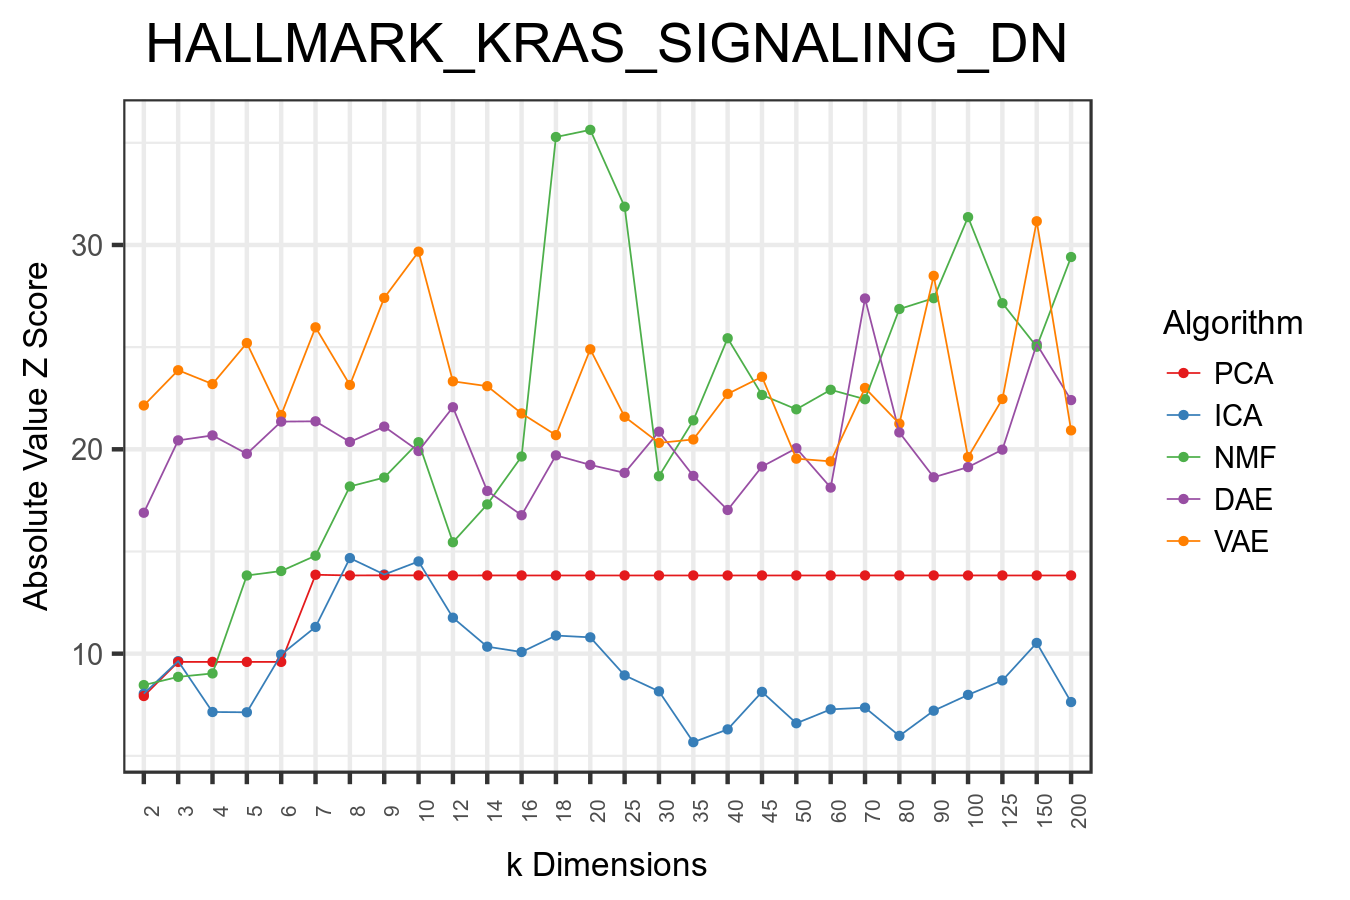 HALLMARK_KRAS_SIGNALING_DN
Absolute Value Z Score
30
20
10
2 3 4 5 6 7 8 9 10 12 14 16 18 20 25 30 35 40 45 50 60 70 80 90 100 125 150 200
k Dimensions
Algorithm
PCA
ICA
NMF
DAE
VAE